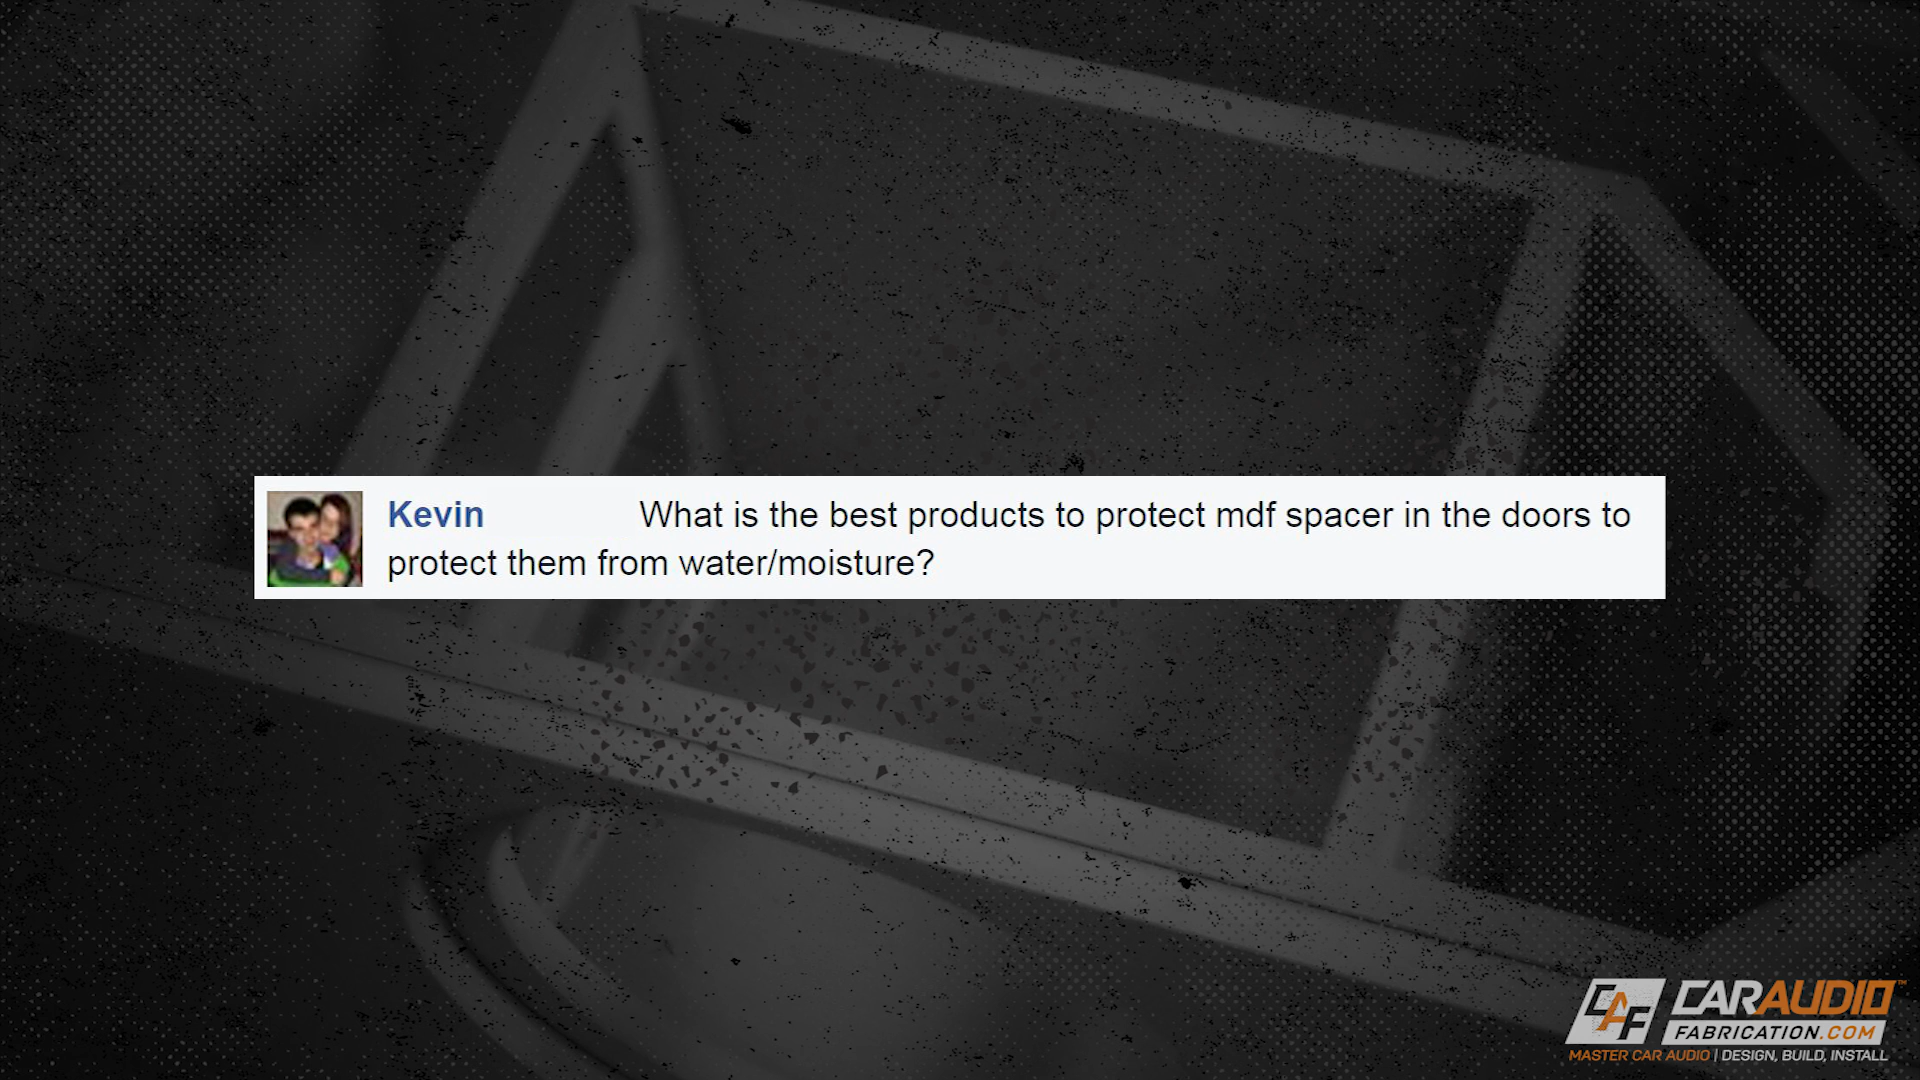 Kevin What is the best products to protect mdf spacer in the doors to
protect them from water/moisture?
CAF
CARAUDIO™
FABRICATION.COM
MASTER CAR AUDIO | DESIGN, BUILD, INSTALL